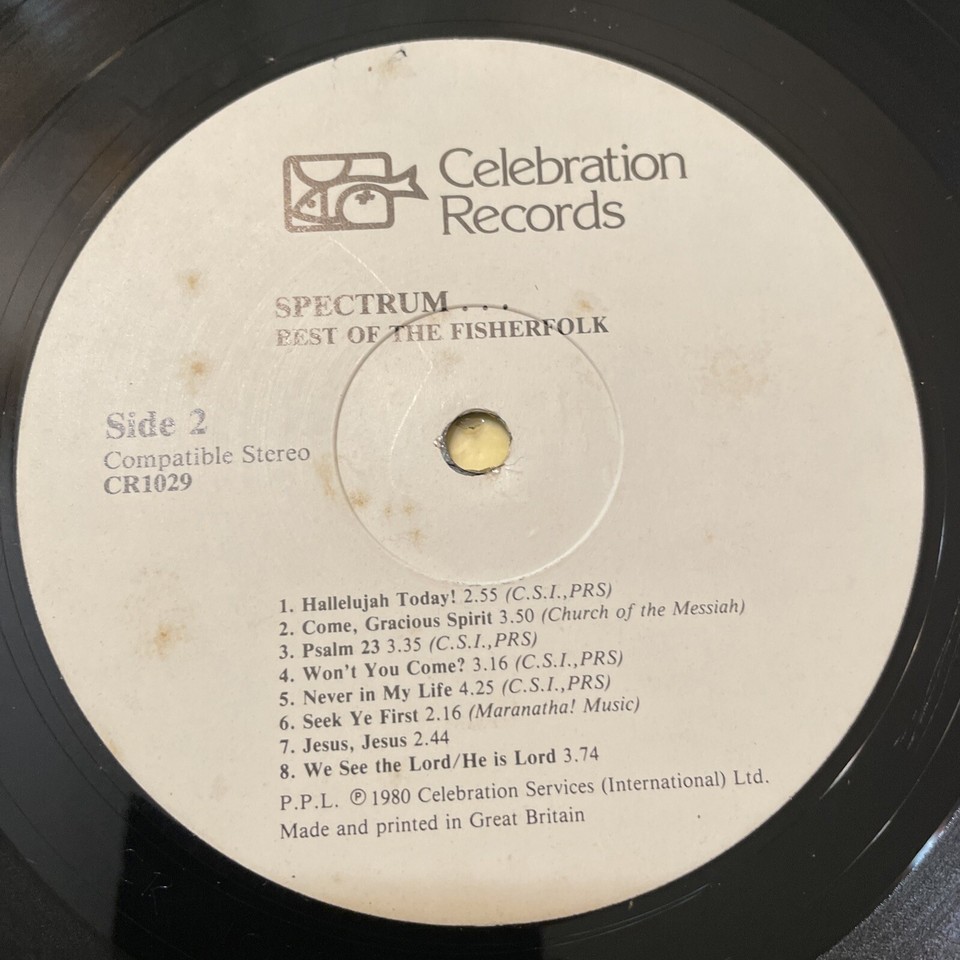 Celebration
Records
SPECTRUM . . .
BEST OF THE FISHERFOLK
Side 2
Compatible Stereo
CR1029
1. Hallelujah Today! 2.55 (C.S.I.,PRS)
2. Come, Gracious Spirit 3.50 (Church of the Messiah)
3. Psalm 23 3.35 (C.S.I.,PRS)
4. Won't You Come? 3.16 (C.S.I.,PRS)
5. Never in My Life 4.25 (C.S.I.,PRS)
6. Seek Ye First 2.16 (Maranatha! Music)
7. Jesus, Jesus 2.44
8. We See the Lord/He is Lord 3.74
P.P.L. ℗ 1980 Celebration Services (International) Ltd.
Made and printed in Great Britain